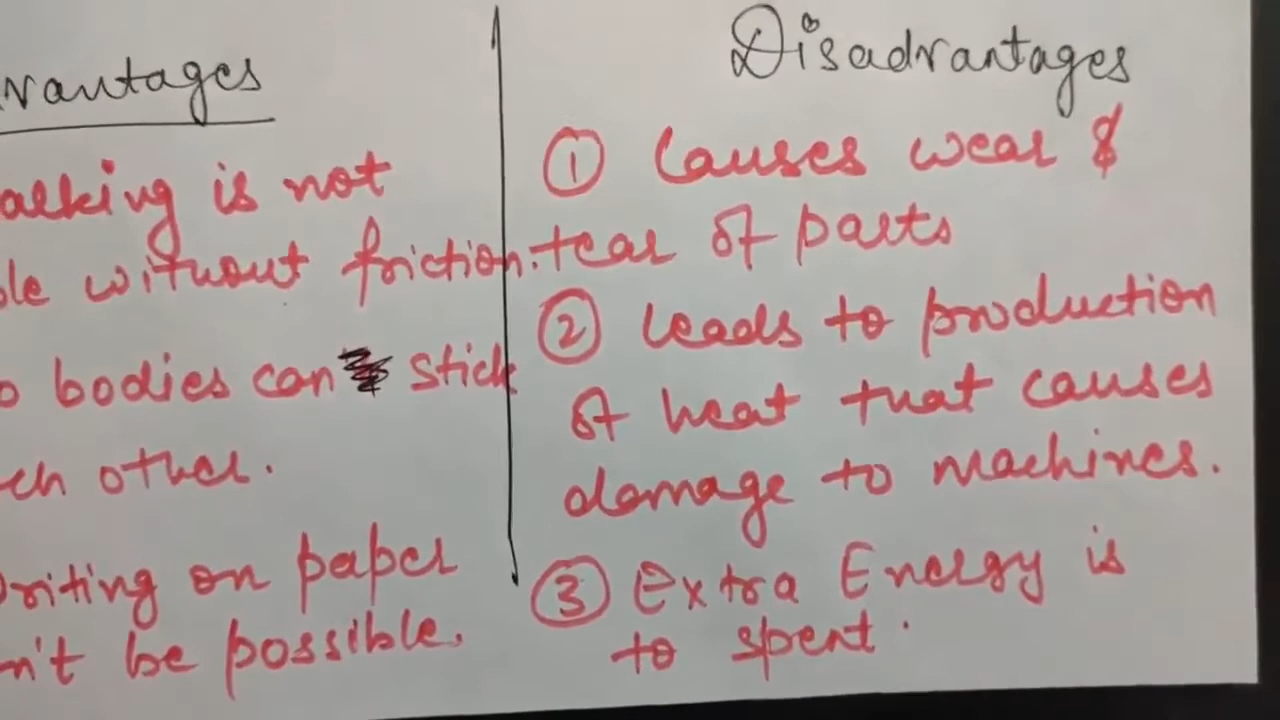 vantages
alking is not
ble without friction.
o bodies can stick
ch other.
riting on paper
n't be possible.
Disadvantages
① Causes wear &
tear of parts
② leads to production
of heat that causes
damage to machines.
③ Extra Energy is
to spent.